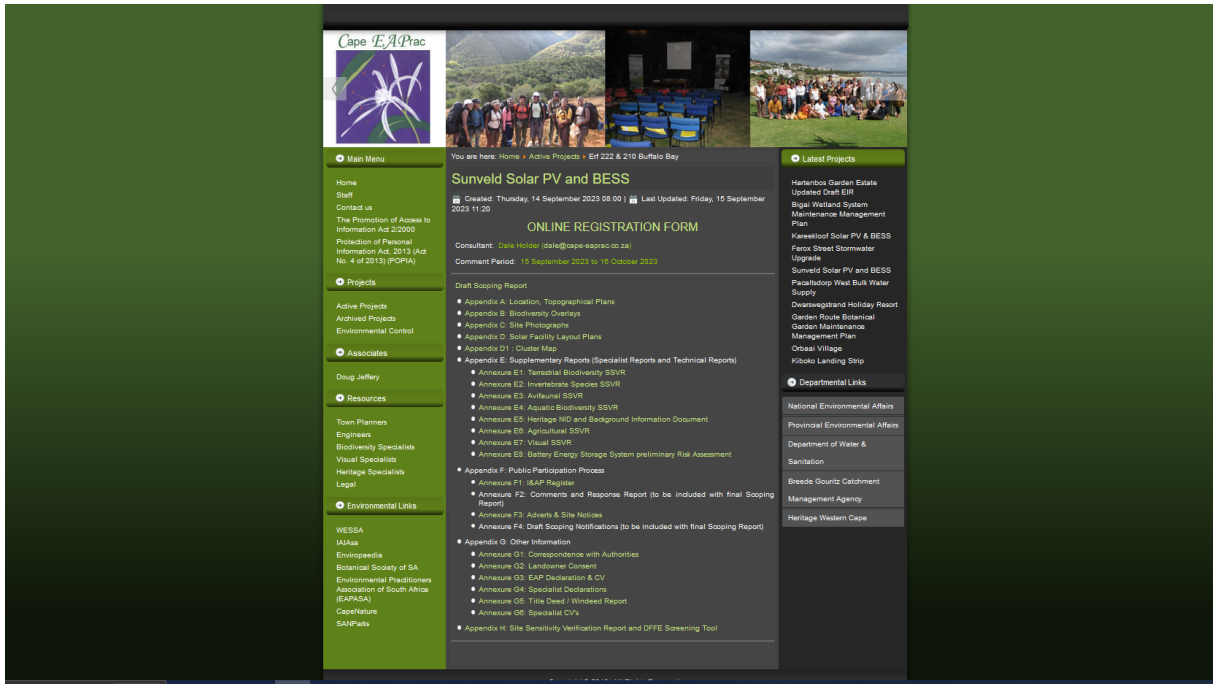 Cape EAPrac
Main Menu
Home
Staff
Contact us
The Promotion of Access to
Information Act 2/2000
Protection of Personal
Information Act, 2013 (Act
No. 4 of 2013) (POPIA)
Projects
Active Projects
Archived Projects
Environmental Control
Associates
Doug Jeffery
Resources
Town Planners
Engineers
Biodiversity Specialists
Visual Specialists
Heritage Specialists
Legal
Environmental Links
WESSA
IAIAsa
Enviropaedia
Botanical Society of SA
Environmental Practitioners
Association of South Africa
(EAPASA)
CapeNature
SANParks
You are here: Home Active Projects Erf 222 & 210 Buffalo Bay
Sunveld Solar PV and BESS
Created: Thursday, 14 September 2023 08:00 | Last Updated: Friday, 15 September
2023 11:20
ONLINE REGISTRATION FORM
Consultant: Dale Holder (dale@cape-eaprac.co.za)
Comment Period: 15 September 2023 to 16 October 2023
Draft Scoping Report
Appendix A: Location, Topographical Plans
Appendix B: Biodiversity Overlays
Appendix C: Site Photographs
Appendix D: Solar Facility Layout Plans
Appendix D1 : Cluster Map
Appendix E: Supplementary Reports (Specialist Reports and Technical Reports)
Annexure E1: Terrestrial Biodiversity SSVR
Annexure E2: Invertebrate Species SSVR
Annexure E3: Avifaunal SSVR
Annexure E4: Aquatic Biodiversity SSVR
Annexure E5: Heritage NID and Background Information Document
Annexure E6: Agricultural SSVR
Annexure E7: Visual SSVR
Annexure E8: Battery Energy Storage System preliminary Risk Assessment
Appendix F: Public Participation Process
Annexure F1: I&AP Register
Annexure F2: Comments and Response Report (to be included with final Scoping
Report)
Annexure F3: Adverts & Site Notices
Annexure F4: Draft Scoping Notifications (to be included with final Scoping Report)
Appendix G: Other Information
Annexure G1: Correspondence with Authorities
Annexure G2: Landowner Consent
Annexure G3: EAP Declaration & CV
Annexure G4: Specialist Declarations
Annexure G5: Title Deed / Windeed Report
Annexure G6: Specialist CV's
Appendix H: Site Sensitivity Verification Report and DFFE Screening Tool
Latest Projects
Hartenbos Garden Estate
Updated Draft EIR
Bigai Wetland System
Maintenance Management
Plan
Kareekloof Solar PV & BESS
Ferox Street Stormwater
Upgrade
Sunveld Solar PV and BESS
Pacaltsdorp West Bulk Water
Supply
Dwarswegstrand Holiday Resort
Garden Route Botanical
Garden Maintenance
Management Plan
Orbaai Village
Kiboko Landing Strip
Departmental Links
National Environmental Affairs
Provincial Environmental Affairs
Department of Water &
Sanitation
Breede Gouritz Catchment
Management Agency
Heritage Western Cape